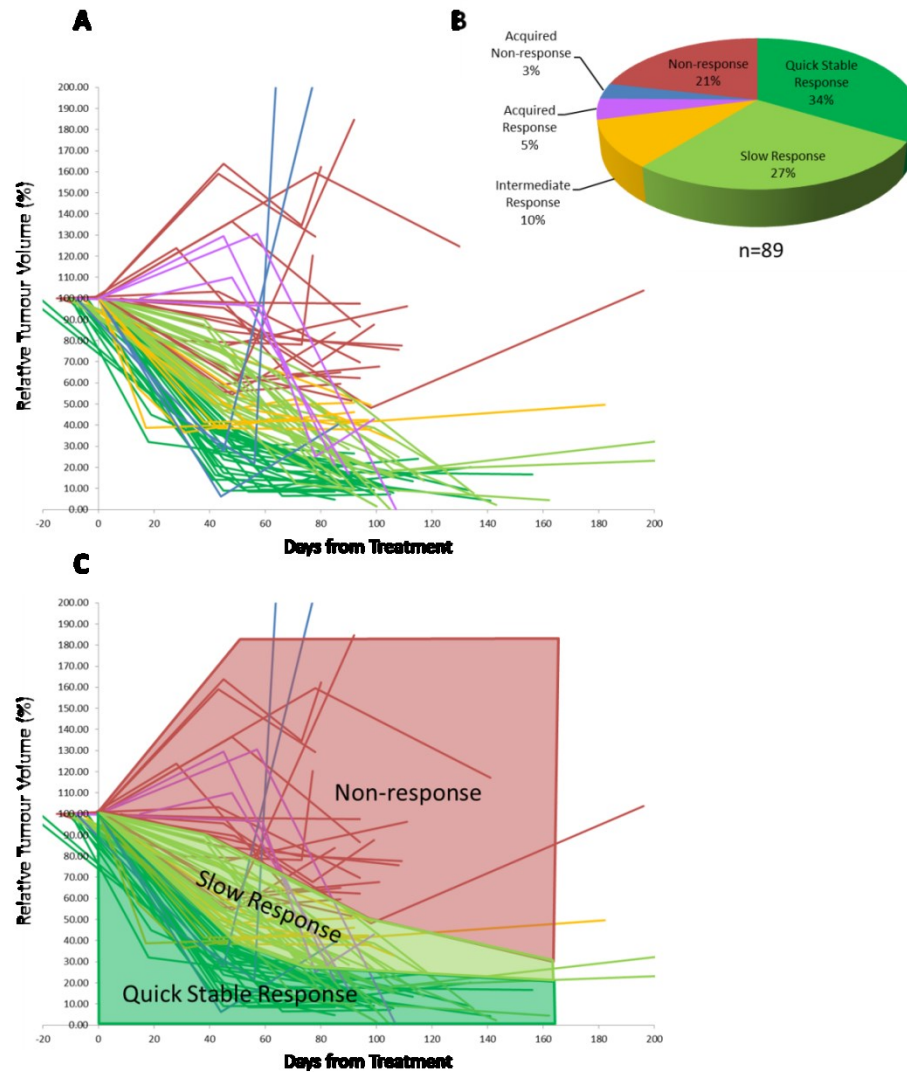 A
B
Acquired
Non-response
3%
Non-response
21%
Quick Stable
Response
34%
Acquired
Response
5%
Slow Response
27%
Intermediate
Response
10%
n=89
Relative Tumour Volume (%)
200.00
190.00
180.00
170.00
160.00
150.00
140.00
130.00
120.00
110.00
100.00
90.00
80.00
70.00
60.00
50.00
40.00
30.00
20.00
10.00
0.00
-20 0 20 40 60 80 100 120 140 160 180 200
Days from Treatment
C
Relative Tumour Volume (%)
200.00
190.00
180.00
170.00
160.00
150.00
140.00
130.00
120.00
110.00
100.00
90.00
80.00
70.00
60.00
50.00
40.00
30.00
20.00
10.00
0.00
Non-response
Slow Response
Quick Stable Response
-20 0 20 40 60 80 100 120 140 160 180 200
Days from Treatment